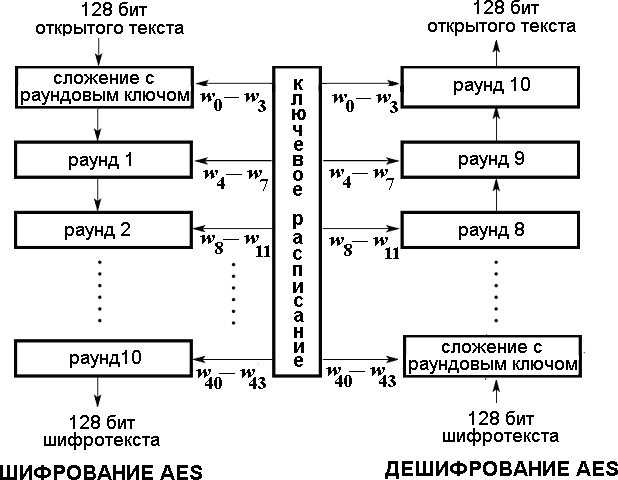 128 бит
открытого текста
сложение с
раундовым ключом
w0–w3
раунд 1
w4–w7
раунд 2
w8–w11
раунд10
w40–w43
128 бит
шифротекста
ШИФРОВАНИЕ AES
ключевое расписание
128 бит
открытого текста
раунд 10
w0–w3
раунд 9
w4–w7
раунд 8
w8–w11
сложение с
раундовым ключом
w40–w43
128 бит
шифротекста
ДЕШИФРОВАНИЕ AES